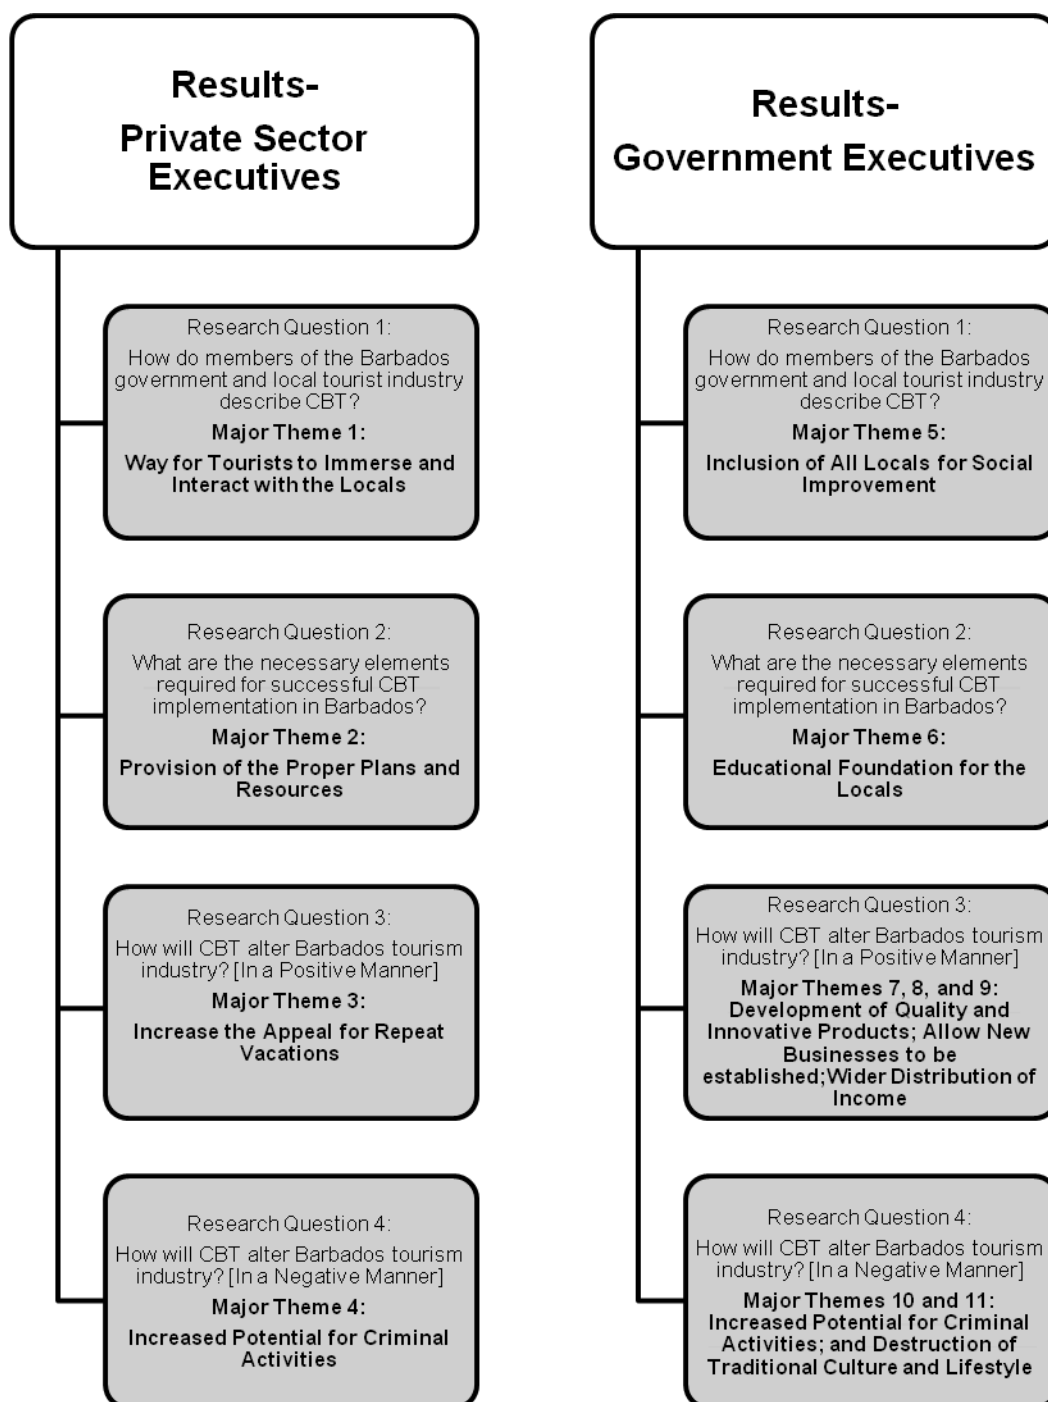 Results-
Private Sector
Executives
Research Question 1:
How do members of the Barbados
government and local tourist industry
describe CBT?
Major Theme 1:
Way for Tourists to Immerse and
Interact with the Locals
Research Question 2:
What are the necessary elements
required for successful CBT
implementation in Barbados?
Major Theme 2:
Provision of the Proper Plans and
Resources
Research Question 3:
How will CBT alter Barbados tourism
industry? [In a Positive Manner]
Major Theme 3:
Increase the Appeal for Repeat
Vacations
Research Question 4:
How will CBT alter Barbados tourism
industry? [In a Negative Manner]
Major Theme 4:
Increased Potential for Criminal
Activities
Results-
Government Executives
Research Question 1:
How do members of the Barbados
government and local tourist industry
describe CBT?
Major Theme 5:
Inclusion of All Locals for Social
Improvement
Research Question 2:
What are the necessary elements
required for successful CBT
implementation in Barbados?
Major Theme 6:
Educational Foundation for the
Locals
Research Question 3:
How will CBT alter Barbados tourism
industry? [In a Positive Manner]
Major Themes 7, 8, and 9:
Development of Quality and
Innovative Products; Allow New
Businesses to be
established;Wider Distribution of
Income
Research Question 4:
How will CBT alter Barbados tourism
industry? [In a Negative Manner]
Major Themes 10 and 11:
Increased Potential for Criminal
Activities; and Destruction of
Traditional Culture and Lifestyle